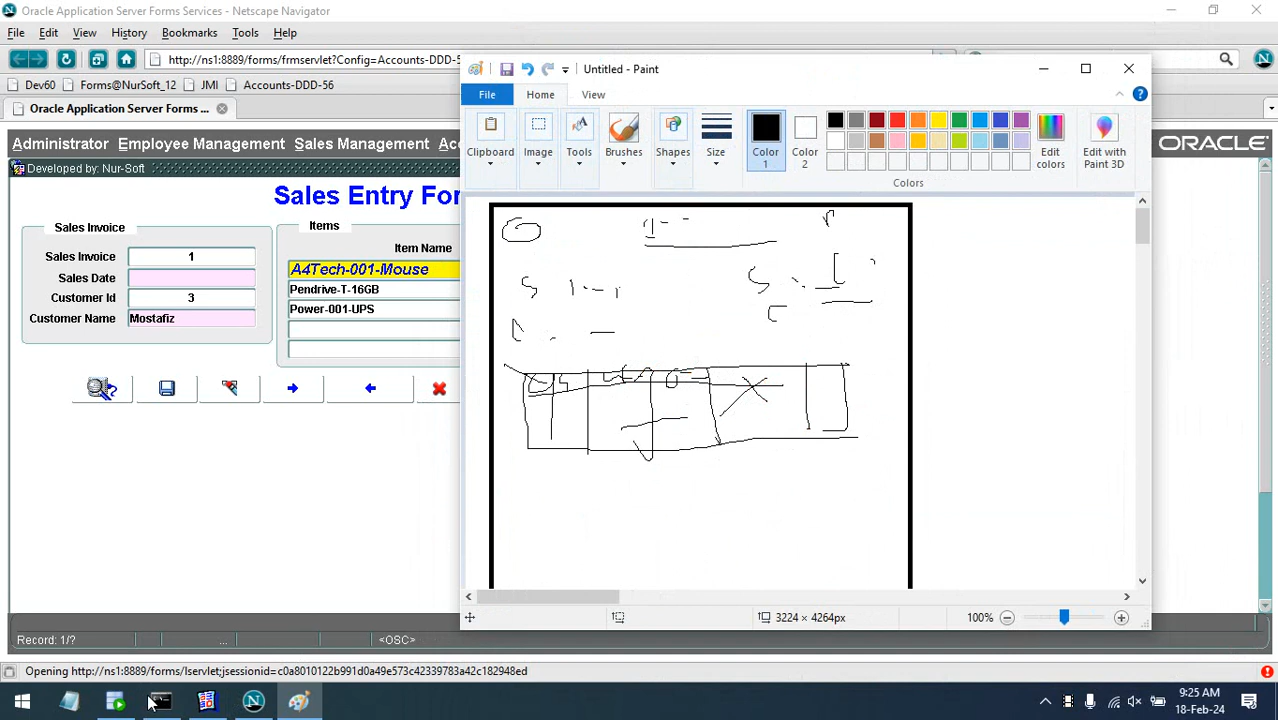 Oracle Application Server Forms Services - Netscape Navigator
File Edit View History Bookmarks Tools Help
http://ns1:8889/forms/frmservlet?Config=Accounts-DDD-5
Dev60 Forms@NurSoft_12 JMI Accounts-DDD-56
Oracle Application Server Forms ...
Administrator Employee Management Sales Management Ac
ORACLE
Developed by: Nur-Soft
Sales Entry For
Sales Invoice
Sales Invoice 1
Sales Date
Customer Id 3
Customer Name Mostafiz
Items
Item Name
A4Tech-001-Mouse
Pendrive-T-16GB
Power-001-UPS
Untitled - Paint
File Home View
Clipboard Image Tools Brushes Shapes Size Color 1 Color 2 Edit colors Edit with Paint 3D
Colors
3224 × 4264px 100%
Record: 1/? ... <OSC>
Opening http://ns1:8889/forms/lservlet;jsessionid=c0a8010122b991d0a49e573c42339783a42c182948ed
9:25 AM
18-Feb-24